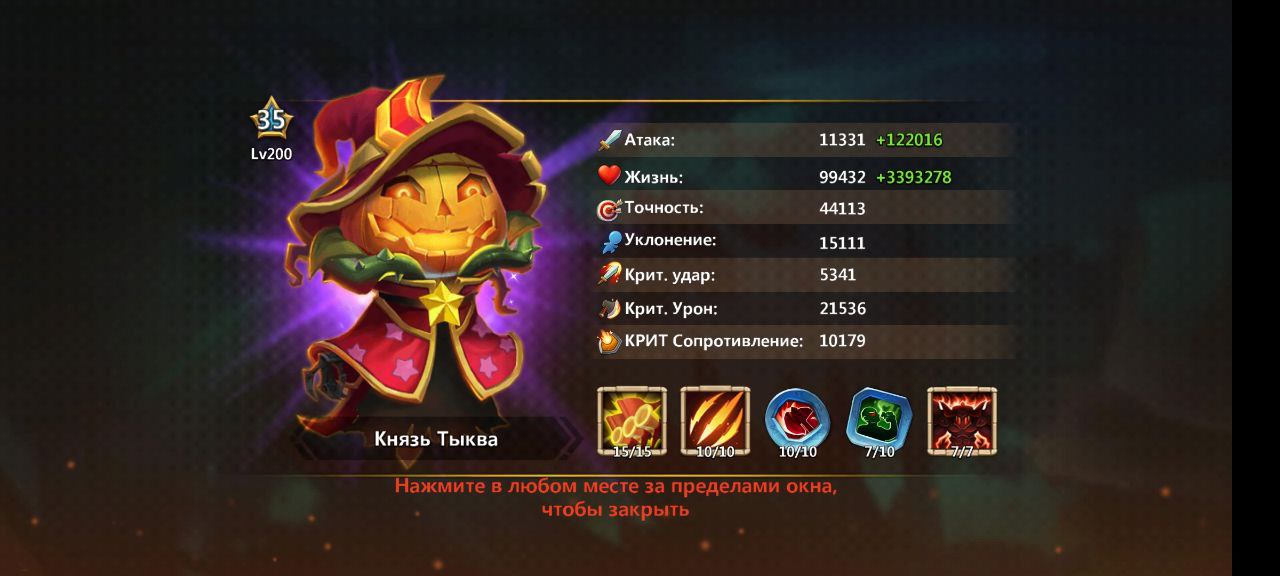 35
Lv200
Атака: 11331 +122016
Жизнь: 99432 +3393278
Точность: 44113
Уклонение: 15111
Крит. удар: 5341
Крит. Урон: 21536
КРИТ Сопротивление: 10179
Князь Тыква
15/15 10/10 10/10 7/10 7/7
Нажмите в любом месте за пределами окна,
чтобы закрыть